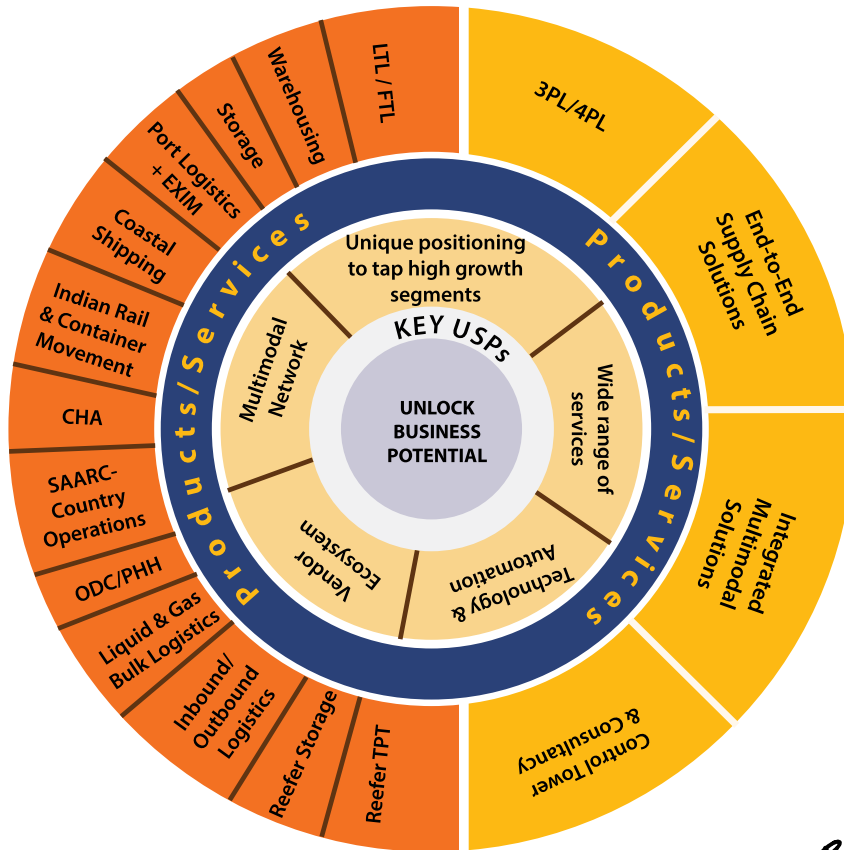 LTL / FTL
Warehousing
Storage
Port Logistics
+ EXIM
Coastal
Shipping
Indian Rail
& Container
Movement
CHA
SAARC-
Country
Operations
ODC/PHH
Liquid & Gas
Bulk Logistics
Inbound/
Outbound
Logistics
Reefer Storage
Reefer TPT
3PL/4PL
End-to-End
Supply Chain
Solutions
Integrated
Multimodal
Solutions
Control Tower
& Consultancy
Products/Services
Products/Services
Unique positioning
to tap high growth
segments
Wide range of
services
Technology &
Automation
Vendor
Ecosystem
Multimodal
Network
KEY USPs
UNLOCK
BUSINESS
POTENTIAL